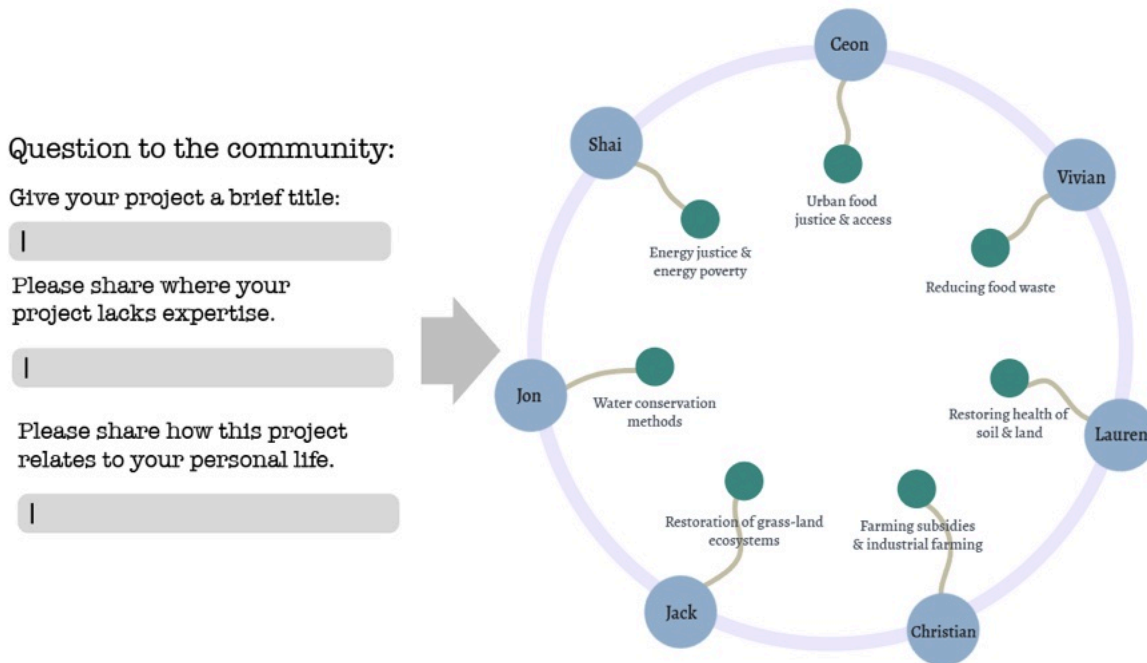 Question to the community:
Give your project a brief title:
Please share where your
project lacks expertise.
Please share how this project
relates to your personal life.
Ceon
Urban food
justice & access
Shai
Energy justice &
energy poverty
Vivian
Reducing food waste
Jon
Water conservation
methods
Lauren
Restoring health of
soil & land
Jack
Restoration of grass-land
ecosystems
Christian
Farming subsidies
& industrial farming